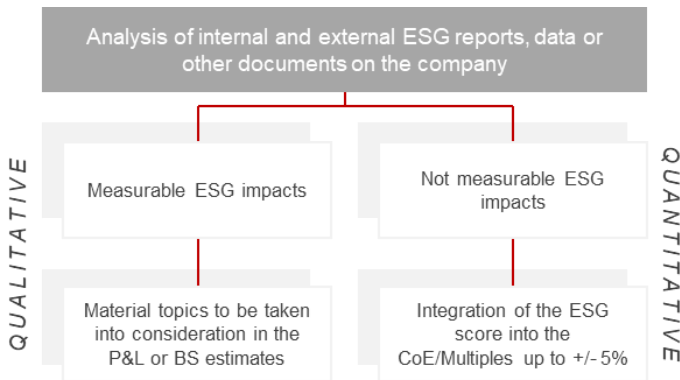 Analysis of internal and external ESG reports, data or
other documents on the company
QUALITATIVE
Measurable ESG impacts
Not measurable ESG
impacts
QUANTITATIVE
Material topics to be taken
into consideration in the
P&L or BS estimates
Integration of the ESG
score into the
CoE/Multiples up to +/- 5%